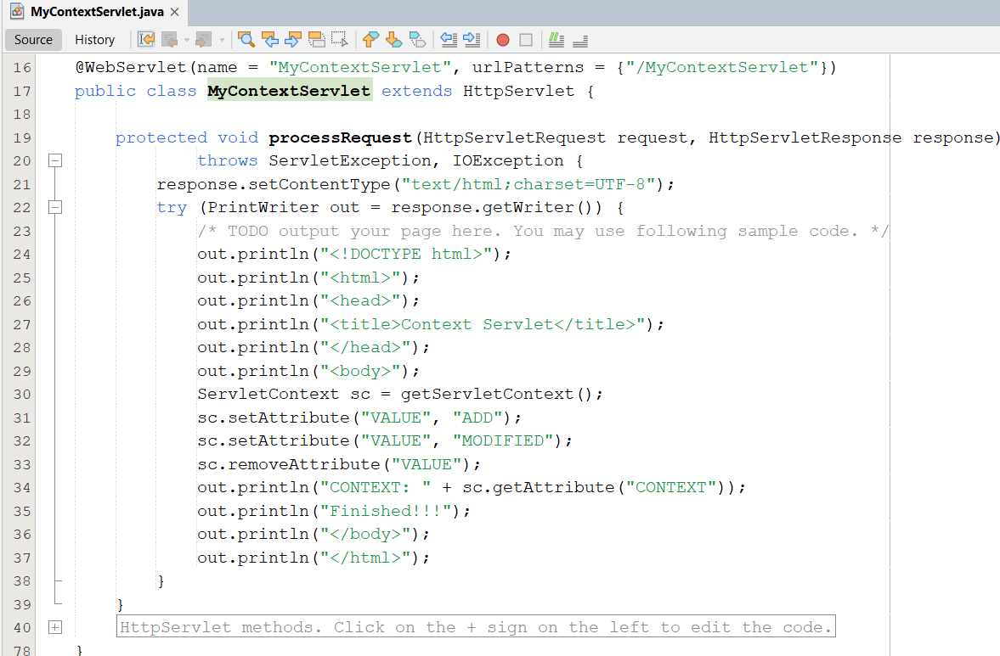 MyContextServlet.java
Source History
16 @WebServlet(name = "MyContextServlet", urlPatterns = {"/MyContextServlet"})
17 public class MyContextServlet extends HttpServlet {
18
19 protected void processRequest(HttpServletRequest request, HttpServletResponse response)
20 throws ServletException, IOException {
21 response.setContentType("text/html;charset=UTF-8");
22 try (PrintWriter out = response.getWriter()) {
23 /* TODO output your page here. You may use following sample code. */
24 out.println("<!DOCTYPE html>");
25 out.println("<html>");
26 out.println("<head>");
27 out.println("<title>Context Servlet</title>");
28 out.println("</head>");
29 out.println("<body>");
30 ServletContext sc = getServletContext();
31 sc.setAttribute("VALUE", "ADD");
32 sc.setAttribute("VALUE", "MODIFIED");
33 sc.removeAttribute("VALUE");
34 out.println("CONTEXT: " + sc.getAttribute("CONTEXT"));
35 out.println("Finished!!!");
36 out.println("</body>");
37 out.println("</html>");
38 }
39 }
40 HttpServlet methods. Click on the + sign on the left to edit the code.
78 }